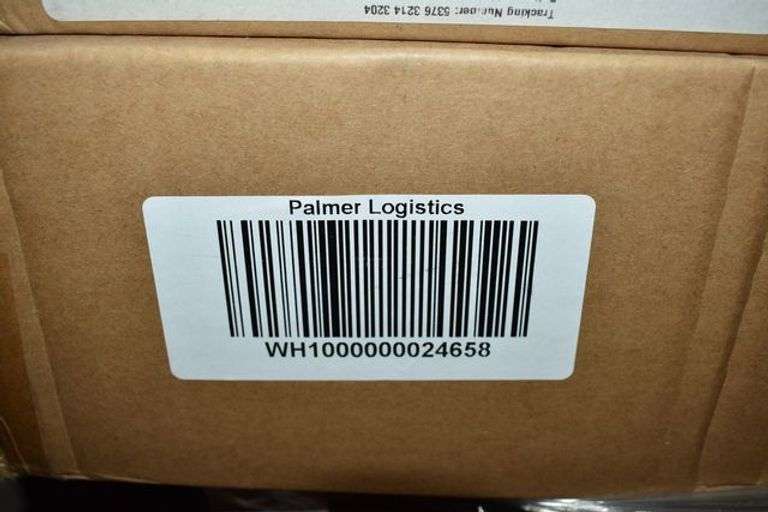 Tracking Number: 5376 3214 3204
Palmer Logistics
WH1000000024658